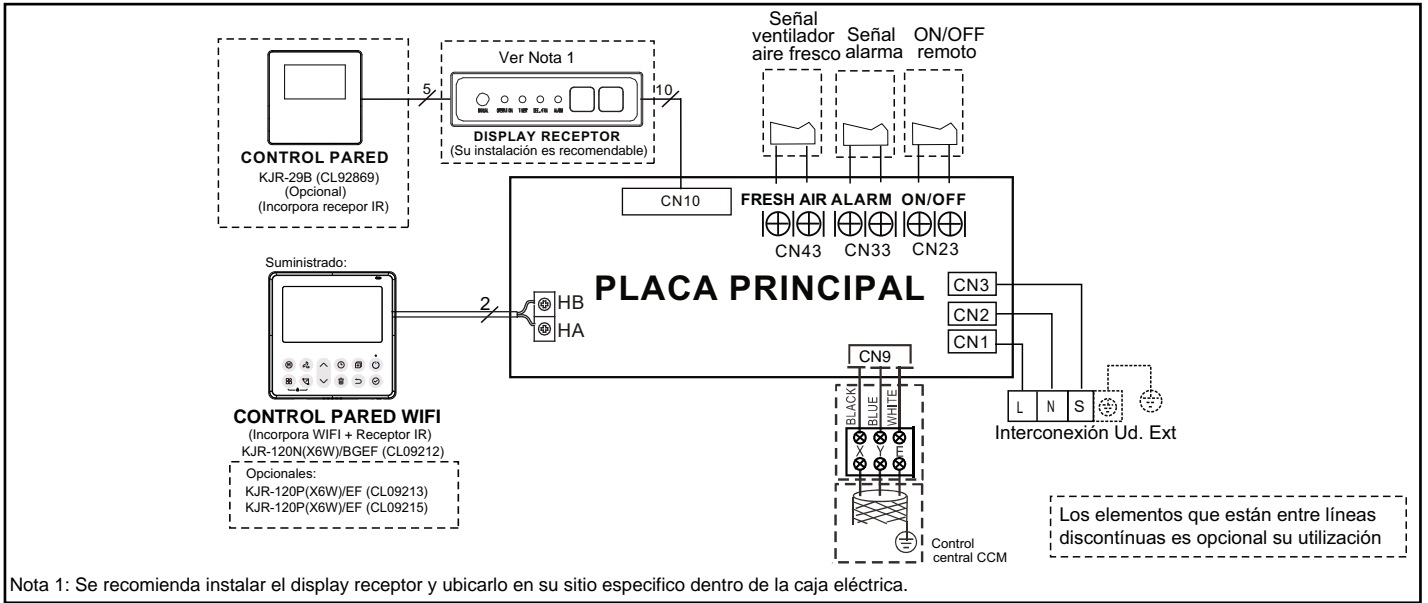 Señal
ventilador
aire fresco
Señal
alarma
ON/OFF
remoto
Ver Nota 1
5
10
DISPLAY RECEPTOR
(Su instalación es recomendable)
CONTROL PARED
KJR-29B (CL92869)
(Opcional)
(Incorpora recepor IR)
CN10
FRESH AIR ALARM ON/OFF
CN43 CN33 CN23
Suministrado:
2
HB
HA
PLACA PRINCIPAL
CN3
CN2
CN1
CN9
BLACK
BLUE
WHITE
X Y E
L N S
Interconexión Ud. Ext
CONTROL PARED WIFI
(Incorpora WIFI + Receptor IR)
KJR-120N(X6W)/BGEF (CL09212)
Opcionales:
KJR-120P(X6W)/EF (CL09213)
KJR-120P(X6W)/EF (CL09215)
Control
central CCM
Los elementos que están entre líneas
discontínuas es opcional su utilización
Nota 1: Se recomienda instalar el display receptor y ubicarlo en su sitio especifico dentro de la caja eléctrica.